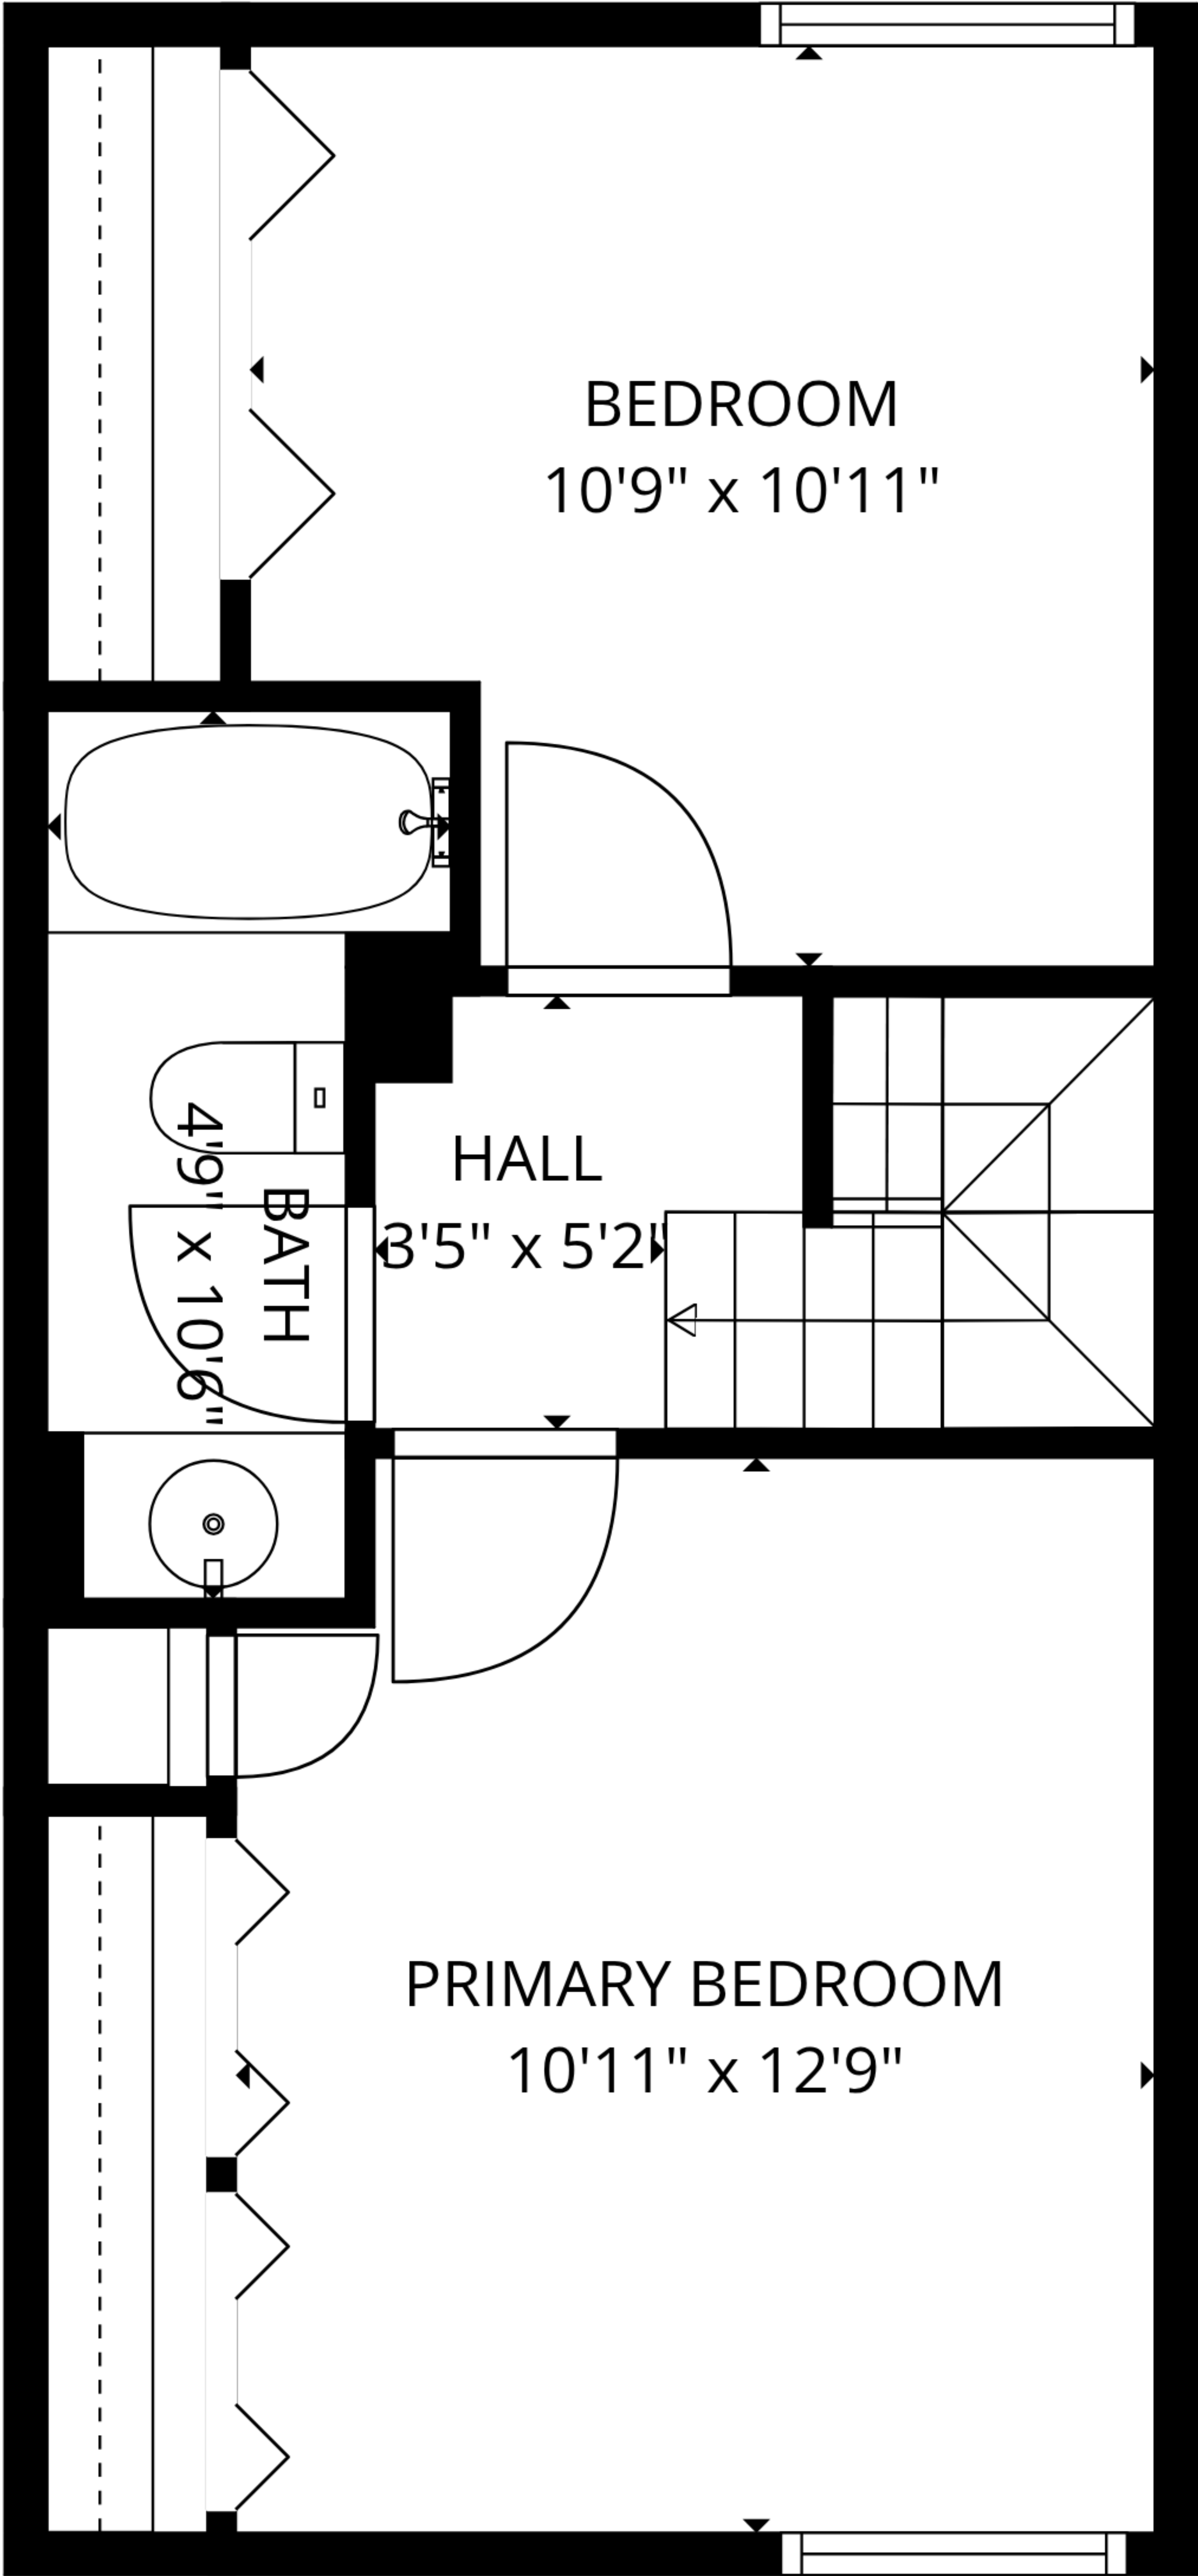 BEDROOM
10'9" x 10'11"
HALL
3'5" x 5'2"
BATH
4'9" x 10'6"
PRIMARY BEDROOM
10'11" x 12'9"